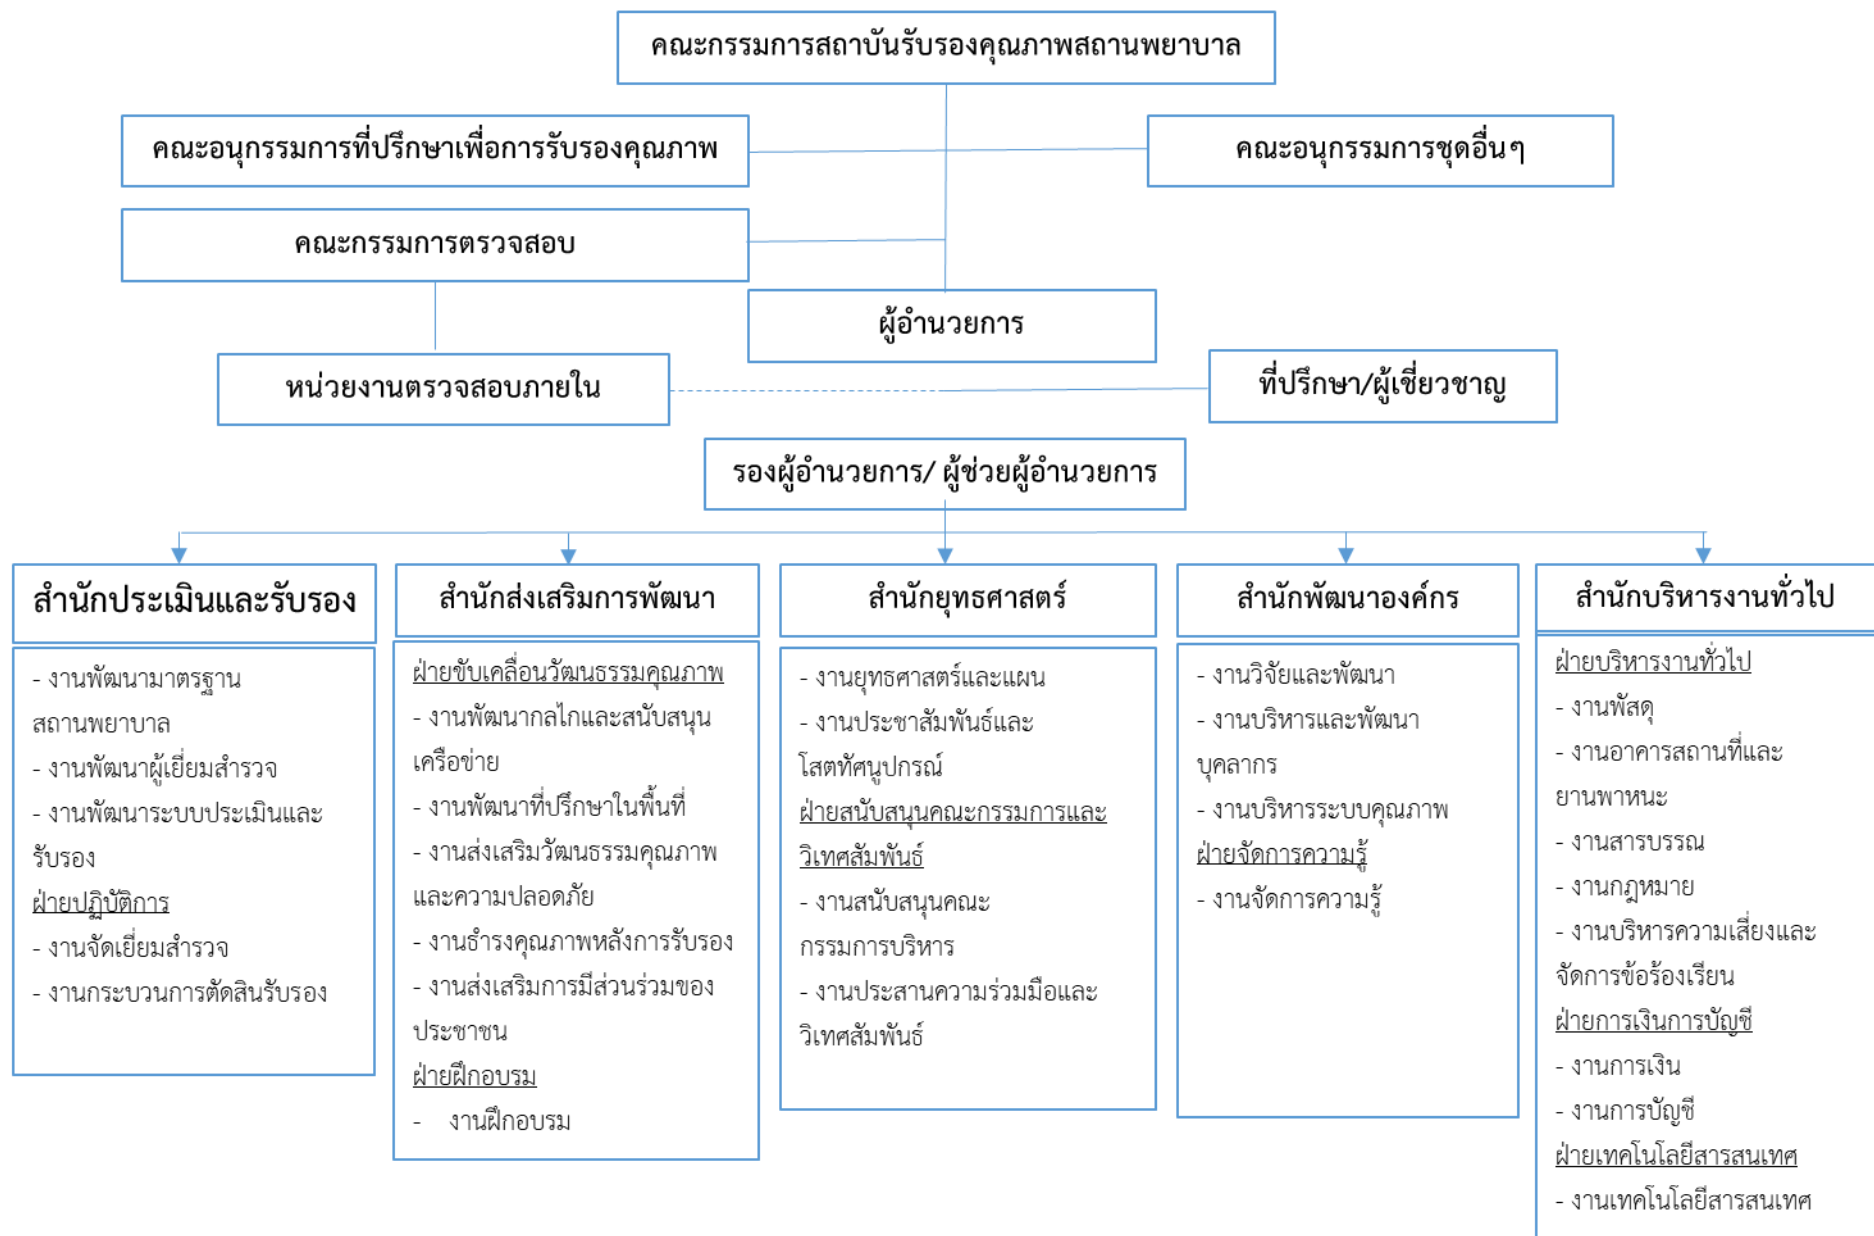 คณะกรรมการสถาบันรับรองคุณภาพสถานพยาบาล
คณะอนุกรรมการที่ปรึกษาเพื่อการรับรองคุณภาพ
คณะอนุกรรมการชุดอื่นๆ
คณะกรรมการตรวจสอบ
ผู้อำนวยการ
หน่วยงานตรวจสอบภายใน
ที่ปรึกษา/ผู้เชี่ยวชาญ
รองผู้อำนวยการ/ ผู้ช่วยผู้อำนวยการ
สำนักประเมินและรับรอง
- งานพัฒนามาตรฐาน
สถานพยาบาล
- งานพัฒนาผู้เยี่ยมสำรวจ
- งานพัฒนาระบบประเมินและ
รับรอง
ฝ่ายปฏิบัติการ
- งานจัดเยี่ยมสำรวจ
- งานกระบวนการตัดสินรับรอง
สำนักส่งเสริมการพัฒนา
ฝ่ายขับเคลื่อนวัฒนธรรมคุณภาพ
- งานพัฒนากลไกและสนับสนุน
เครือข่าย
- งานพัฒนาที่ปรึกษาในพื้นที่
- งานส่งเสริมวัฒนธรรมคุณภาพ
และความปลอดภัย
- งานธำรงคุณภาพหลังการรับรอง
- งานส่งเสริมการมีส่วนร่วมของ
ประชาชน
ฝ่ายฝึกอบรม
- งานฝึกอบรม
สำนักยุทธศาสตร์
- งานยุทธศาสตร์และแผน
- งานประชาสัมพันธ์และ
โสตทัศนูปกรณ์
ฝ่ายสนับสนุนคณะกรรมการและ
วิเทศสัมพันธ์
- งานสนับสนุนคณะ
กรรมการบริหาร
- งานประสานความร่วมมือและ
วิเทศสัมพันธ์
สำนักพัฒนาองค์กร
- งานวิจัยและพัฒนา
- งานบริหารและพัฒนา
บุคลากร
- งานบริหารระบบคุณภาพ
ฝ่ายจัดการความรู้
- งานจัดการความรู้
สำนักบริหารงานทั่วไป
ฝ่ายบริหารงานทั่วไป
- งานพัสดุ
- งานอาคารสถานที่และ
ยานพาหนะ
- งานสารบรรณ
- งานกฎหมาย
- งานบริหารความเสี่ยงและ
จัดการข้อร้องเรียน
ฝ่ายการเงินการบัญชี
- งานการเงิน
- งานการบัญชี
ฝ่ายเทคโนโลยีสารสนเทศ
- งานเทคโนโลยีสารสนเทศ